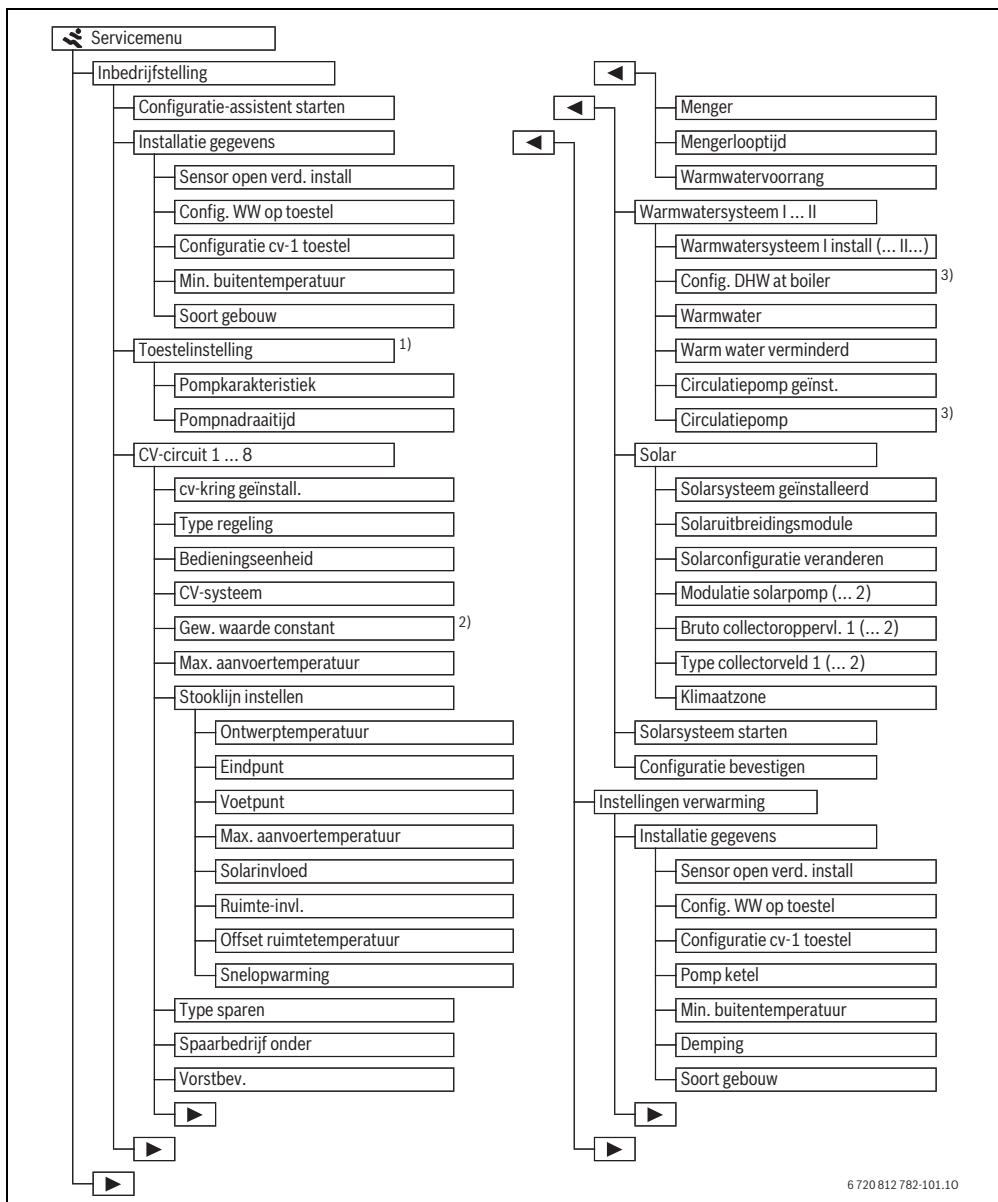 Servicemenu
Inbedrijfstelling
Configuratie-assistent starten
Installatie gegevens
Sensor open verd. install
Config. WW op toestel
Configuratie cv-1 toestel
Min. buitentemperatuur
Soort gebouw
Toestelinstelling 1)
Pompkarakteristiek
Pompnadraaitijd
CV-circuit 1 ... 8
cv-kring geïnstall.
Type regeling
Bedieningseenheid
CV-systeem
Gew. waarde constant 2)
Max. aanvoertemperatuur
Stooklijn instellen
Ontwerptemperatuur
Eindpunt
Voetpunt
Max. aanvoertemperatuur
Solarinvloed
Ruimte-invl.
Offset ruimtetemperatuur
Snelopwarming
Type sparen
Spaarbedrijf onder
Vorstbev.
Menger
Mengerlooptijd
Warmwatervoorrang
Warmwatersysteem I ... II
Warmwatersysteem I install (... II...)
Config. DHW at boiler 3)
Warmwater
Warm water verminderd
Circulatiepomp geïnst.
Circulatiepomp 3)
Solar
Solarsysteem geïnstalleerd
Solaruitbreidingsmodule
Solarconfiguratie veranderen
Modulatie solarpomp (... 2)
Bruto collectoroppervl. 1 (... 2)
Type collectorveld 1 (... 2)
Klimaatzone
Solarsysteem starten
Configuratie bevestigen
Instellingen verwarming
Installatie gegevens
Sensor open verd. install
Config. WW op toestel
Configuratie cv-1 toestel
Pomp ketel
Min. buitentemperatuur
Demping
Soort gebouw
6 720 812 782-101.1O